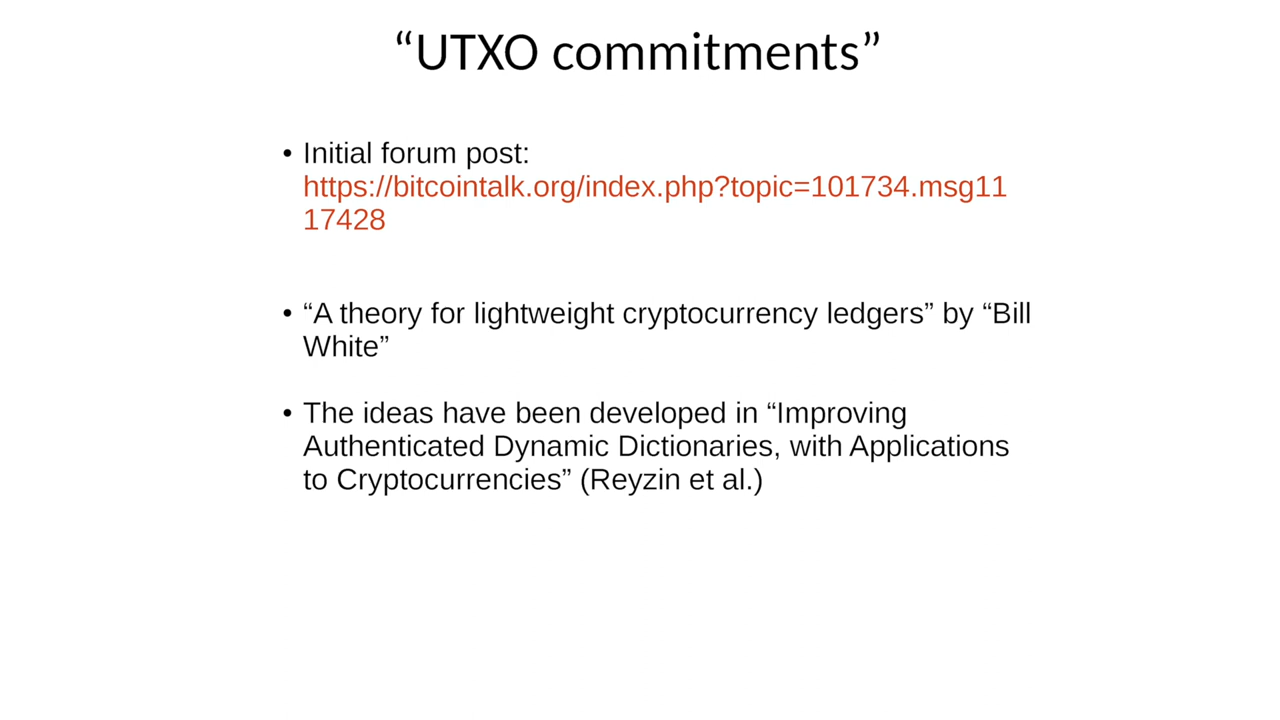 “UTXO commitments”
• Initial forum post:
https://bitcointalk.org/index.php?topic=101734.msg11
17428
• “A theory for lightweight cryptocurrency ledgers” by “Bill
White”
• The ideas have been developed in “Improving
Authenticated Dynamic Dictionaries, with Applications
to Cryptocurrencies” (Reyzin et al.)